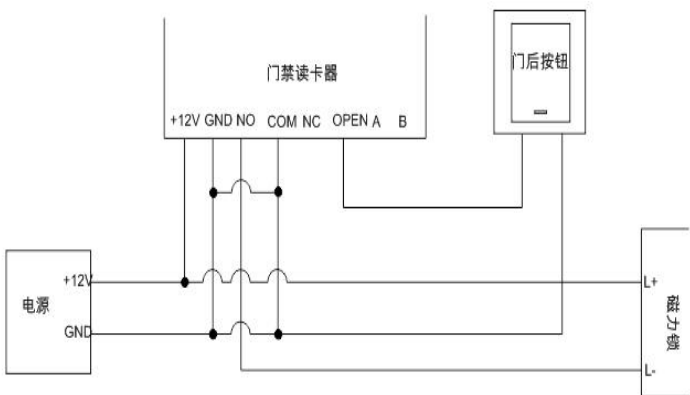 门禁读卡器
门后按钮
+12V GND NO COM NC OPEN A B
+12V
电源
GND
L+
磁力锁
L-